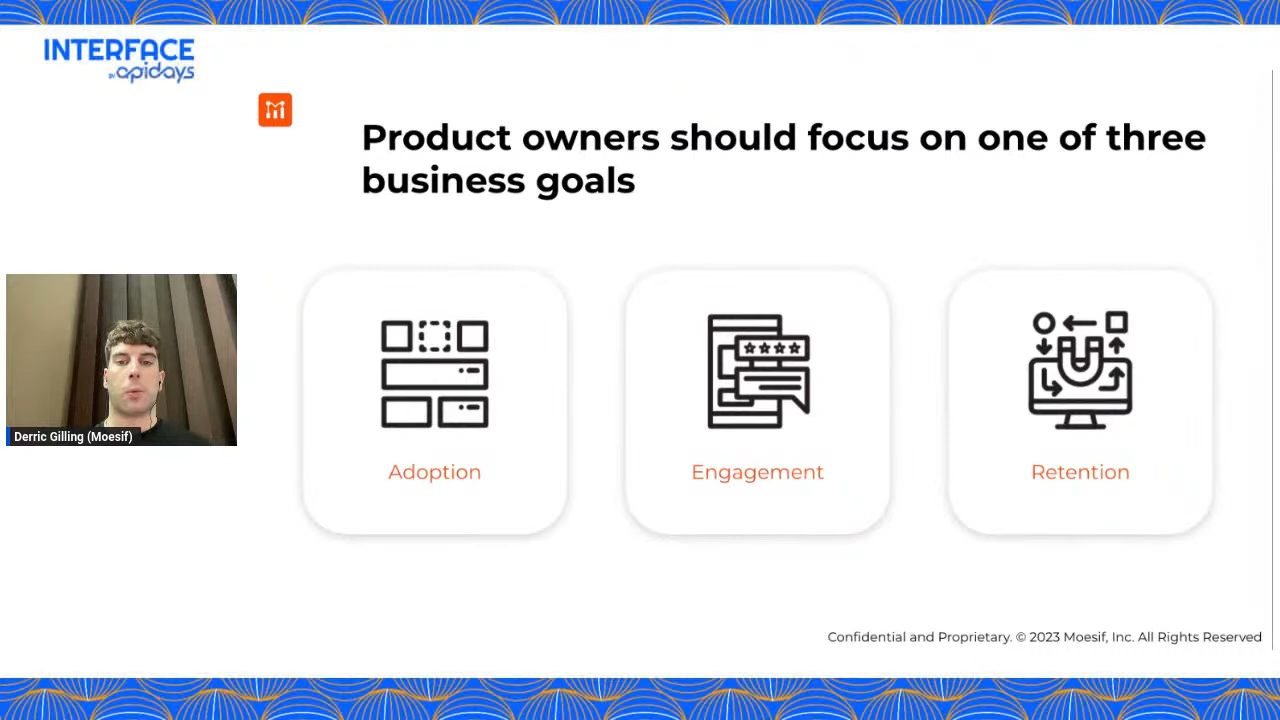 INTERFACE
BY apidays
Product owners should focus on one of three
business goals
Derric Gilling (Moesif)
Adoption
Engagement
Retention
Confidential and Proprietary. © 2023 Moesif, Inc. All Rights Reserved